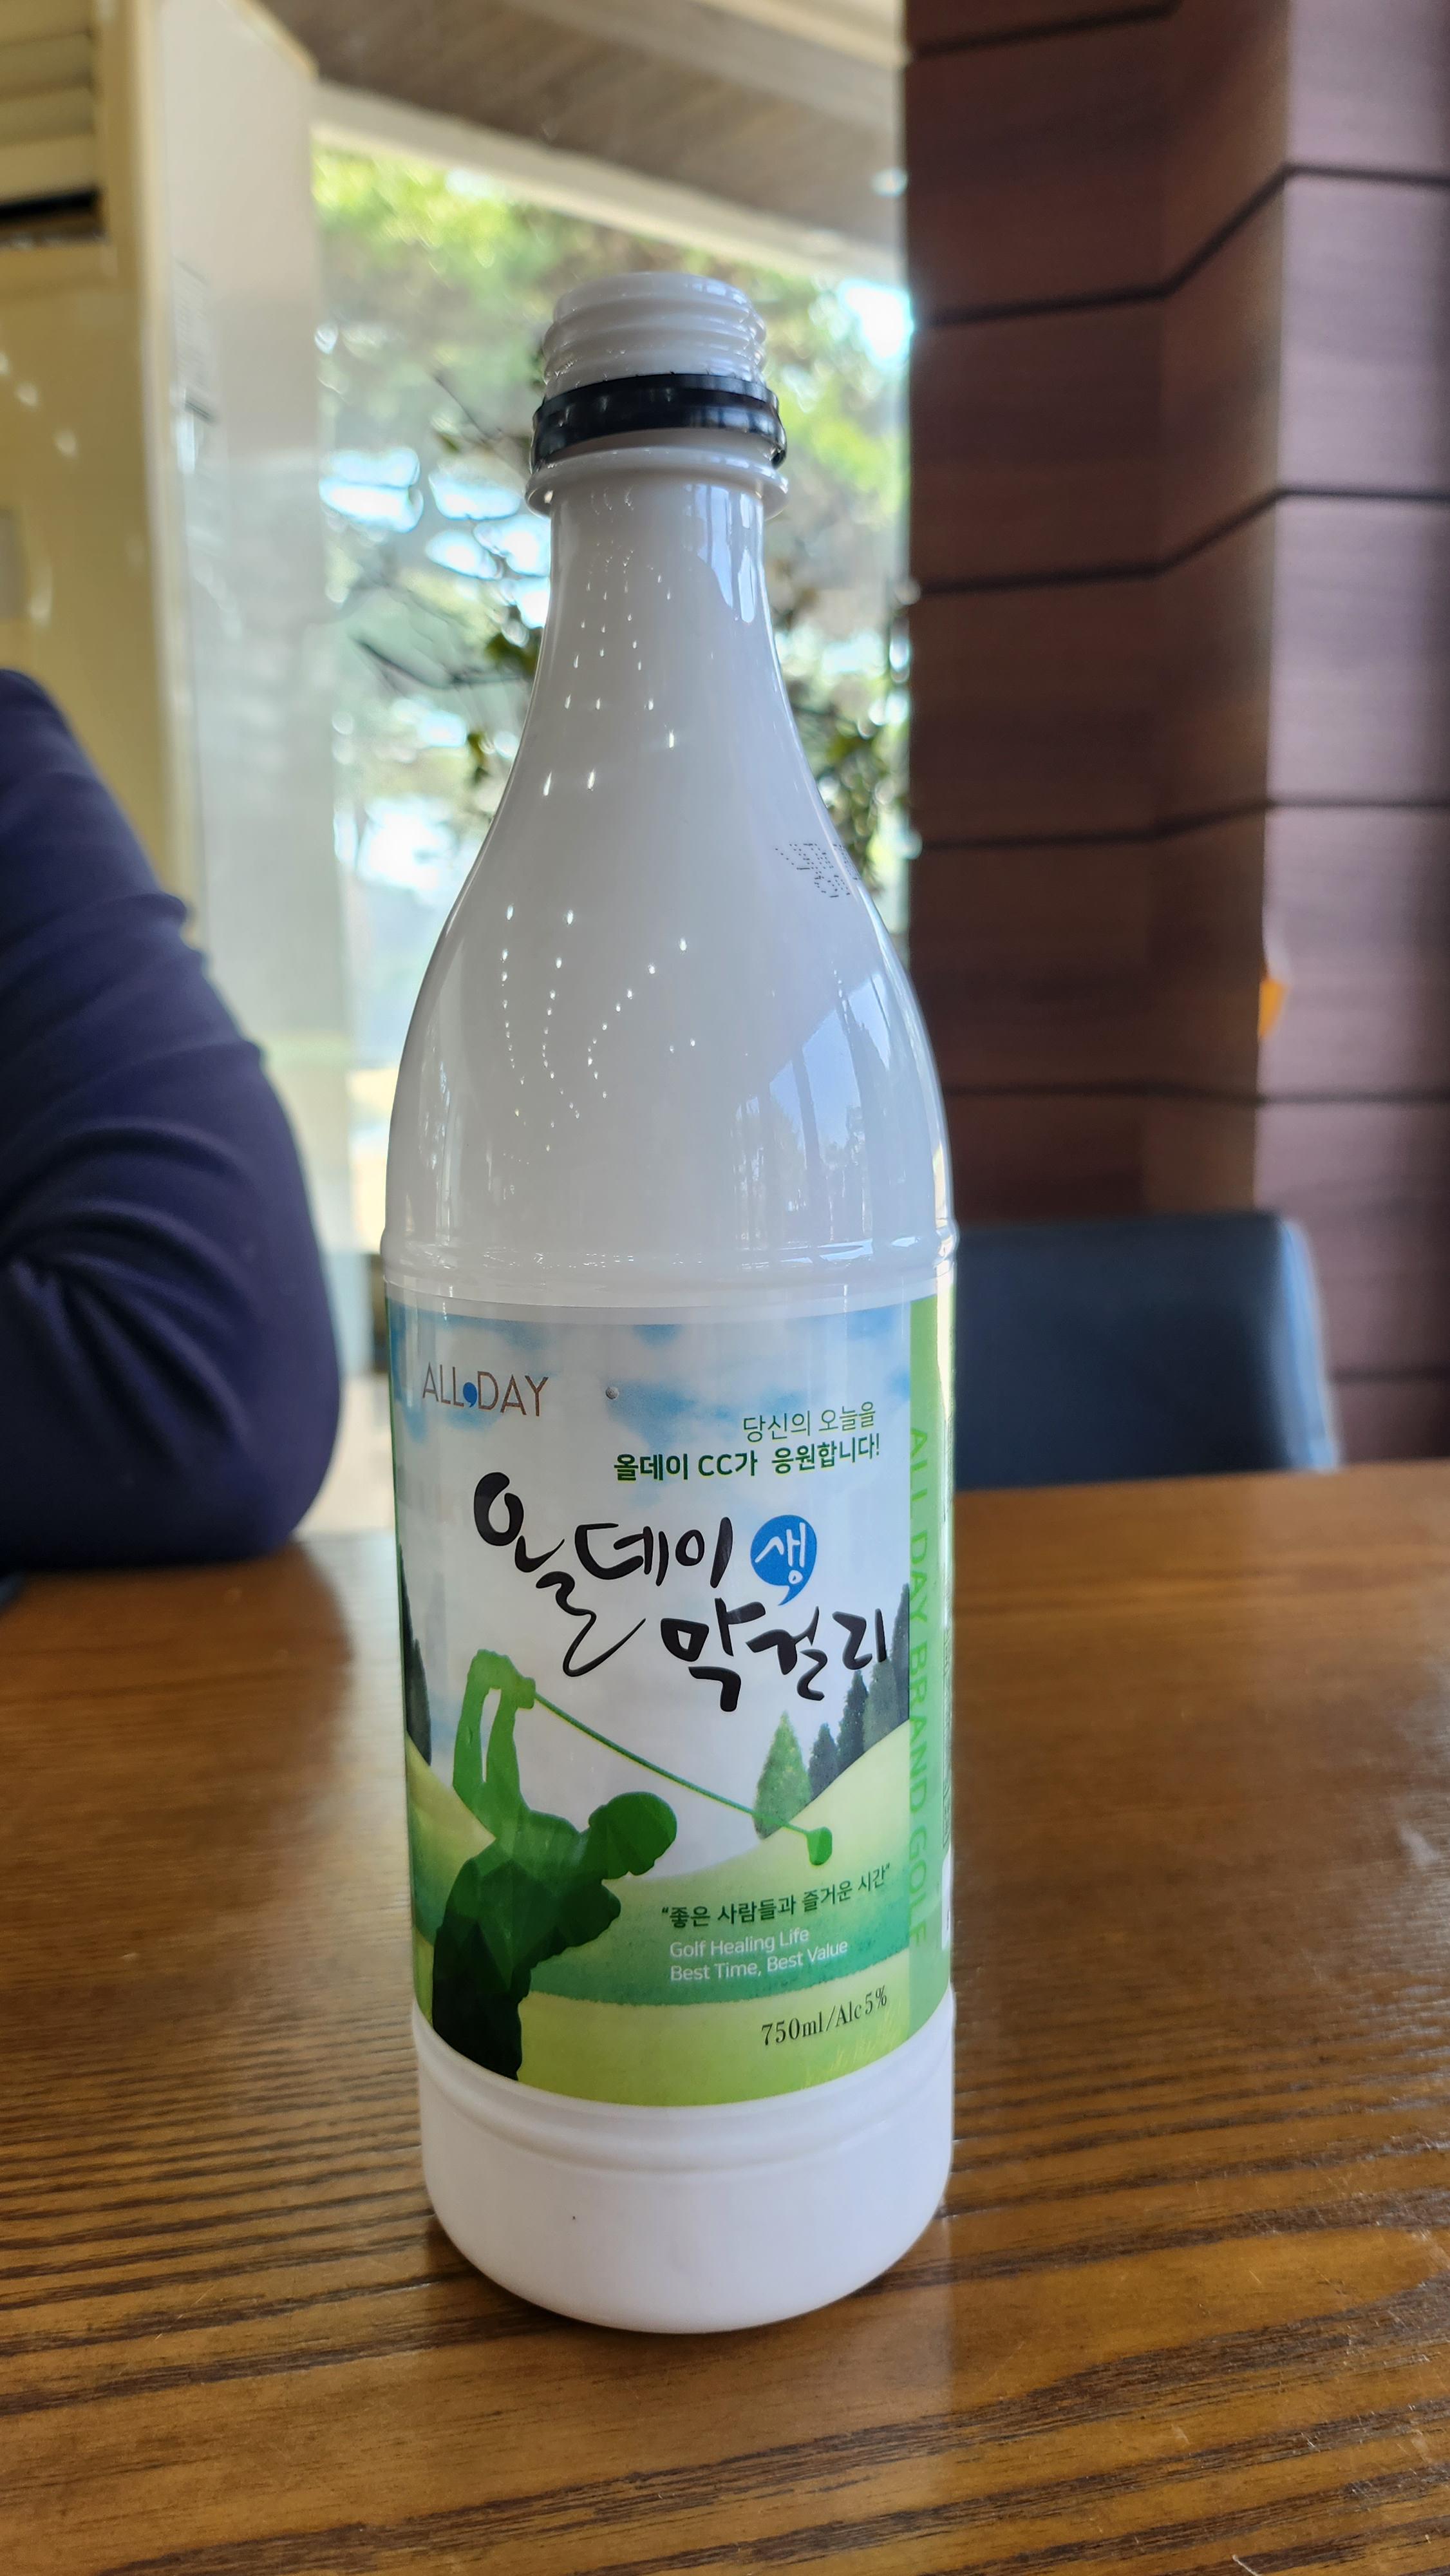 ALL,DAY
당신의 오늘을
올데이 CC가 응원합니다!
올데이 생
막걸리
"좋은 사람들과 즐거운 시간"
Golf Healing Life
Best Time, Best Value
750ml/Alc5%
ALL DAY BRAND GOLF